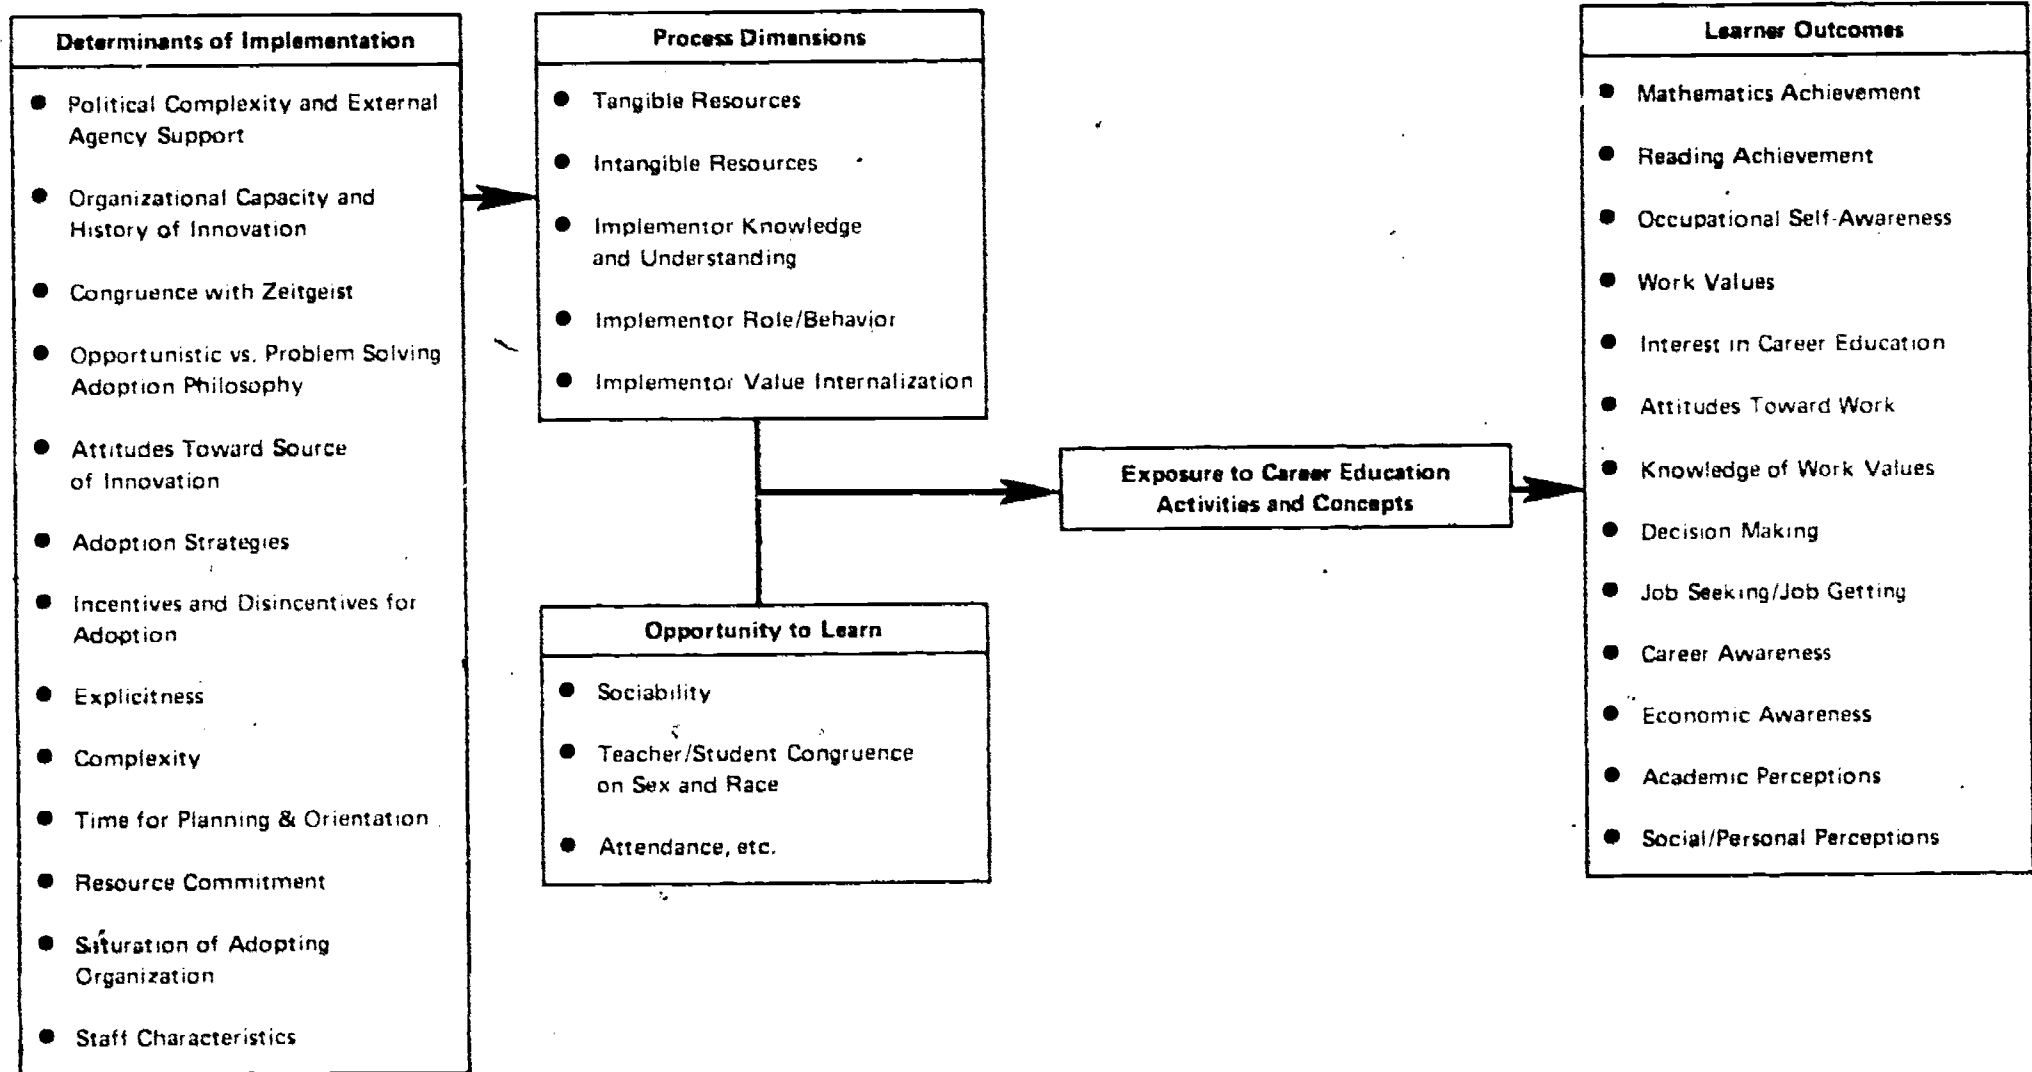 Determinants of Implementation
● Political Complexity and External
Agency Support
● Organizational Capacity and
History of Innovation
● Congruence with Zeitgeist
● Opportunistic vs. Problem Solving
Adoption Philosophy
● Attitudes Toward Source
of Innovation
● Adoption Strategies
● Incentives and Disincentives for
Adoption
● Explicitness
● Complexity
● Time for Planning & Orientation
● Resource Commitment
● Saturation of Adopting
Organization
● Staff Characteristics
Process Dimensions
● Tangible Resources
● Intangible Resources
● Implementor Knowledge
and Understanding
● Implementor Role/Behavior
● Implementor Value Internalization
Opportunity to Learn
● Sociability
● Teacher/Student Congruence
on Sex and Race
● Attendance, etc.
Exposure to Career Education
Activities and Concepts
Learner Outcomes
● Mathematics Achievement
● Reading Achievement
● Occupational Self-Awareness
● Work Values
● Interest in Career Education
● Attitudes Toward Work
● Knowledge of Work Values
● Decision Making
● Job Seeking/Job Getting
● Career Awareness
● Economic Awareness
● Academic Perceptions
● Social/Personal Perceptions